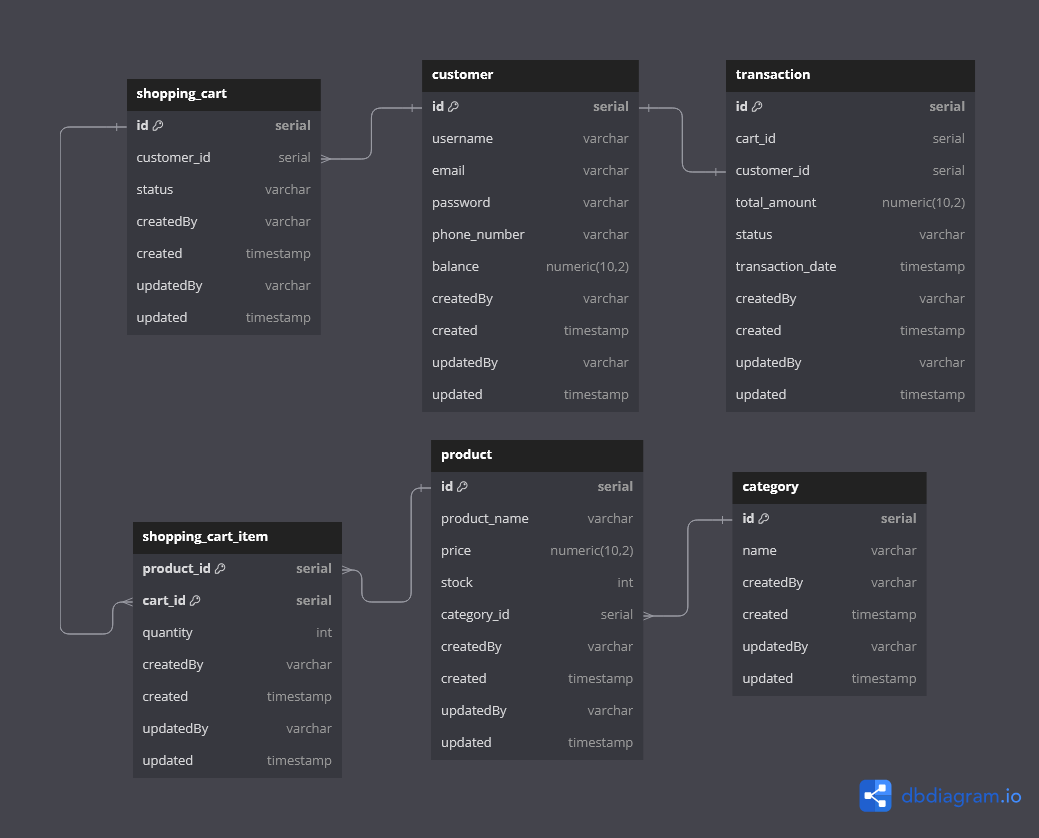 shopping_cart
id serial
customer_id serial
status varchar
createdBy varchar
created timestamp
updatedBy varchar
updated timestamp
customer
id serial
username varchar
email varchar
password varchar
phone_number varchar
balance numeric(10,2)
createdBy varchar
created timestamp
updatedBy varchar
updated timestamp
transaction
id serial
cart_id serial
customer_id serial
total_amount numeric(10,2)
status varchar
transaction_date timestamp
createdBy varchar
created timestamp
updatedBy varchar
updated timestamp
shopping_cart_item
product_id serial
cart_id serial
quantity int
createdBy varchar
created timestamp
updatedBy varchar
updated timestamp
product
id serial
product_name varchar
price numeric(10,2)
stock int
category_id serial
createdBy varchar
created timestamp
updatedBy varchar
updated timestamp
category
id serial
name varchar
createdBy varchar
created timestamp
updatedBy varchar
updated timestamp
dbdiagram.io